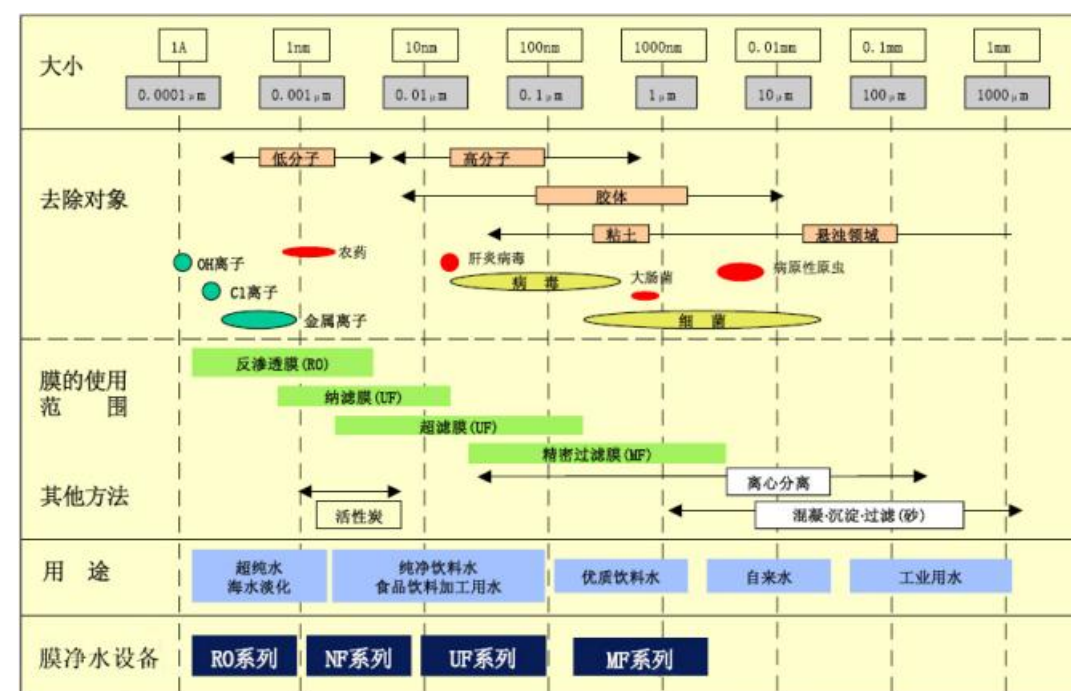 大小
1A
1nm
10nm
100nm
1000nm
0.01mm
0.1mm
1mm
0.0001μm
0.001μm
0.01μm
0.1μm
1μm
10μm
100μm
1000μm
去除对象
低分子
高分子
胶体
粘土
悬浊领域
OH离子
农药
肝炎病毒
病 毒
大肠菌
病原性原虫
Cl离子
金属离子
细 菌
膜的使用
范 围
反渗透膜(RO)
纳滤膜(UF)
超滤膜(UF)
精密过滤膜(MF)
其他方法
离心分离
活性炭
混凝·沉淀·过滤(砂)
用 途
超纯水
海水淡化
纯净饮料水
食品饮料加工用水
优质饮料水
自来水
工业用水
膜净水设备
RO系列
NF系列
UF系列
MF系列